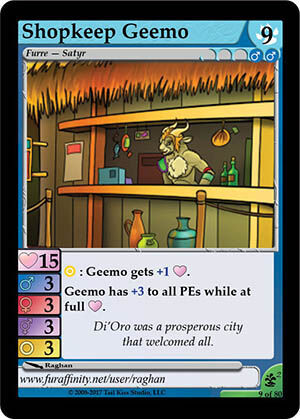 Shopkeep Geemo
9
Furre — Satyr
15
3
3
3
3
: Geemo gets +1 .
Geemo has +3 to all PEs while at
full .
Di'Oro was a prosperous city
that welcomed all.
Raghan
www.furaffinity.net/user/raghan
© 2008-2017 Tail Kiss Studio, LLC
9 of 80